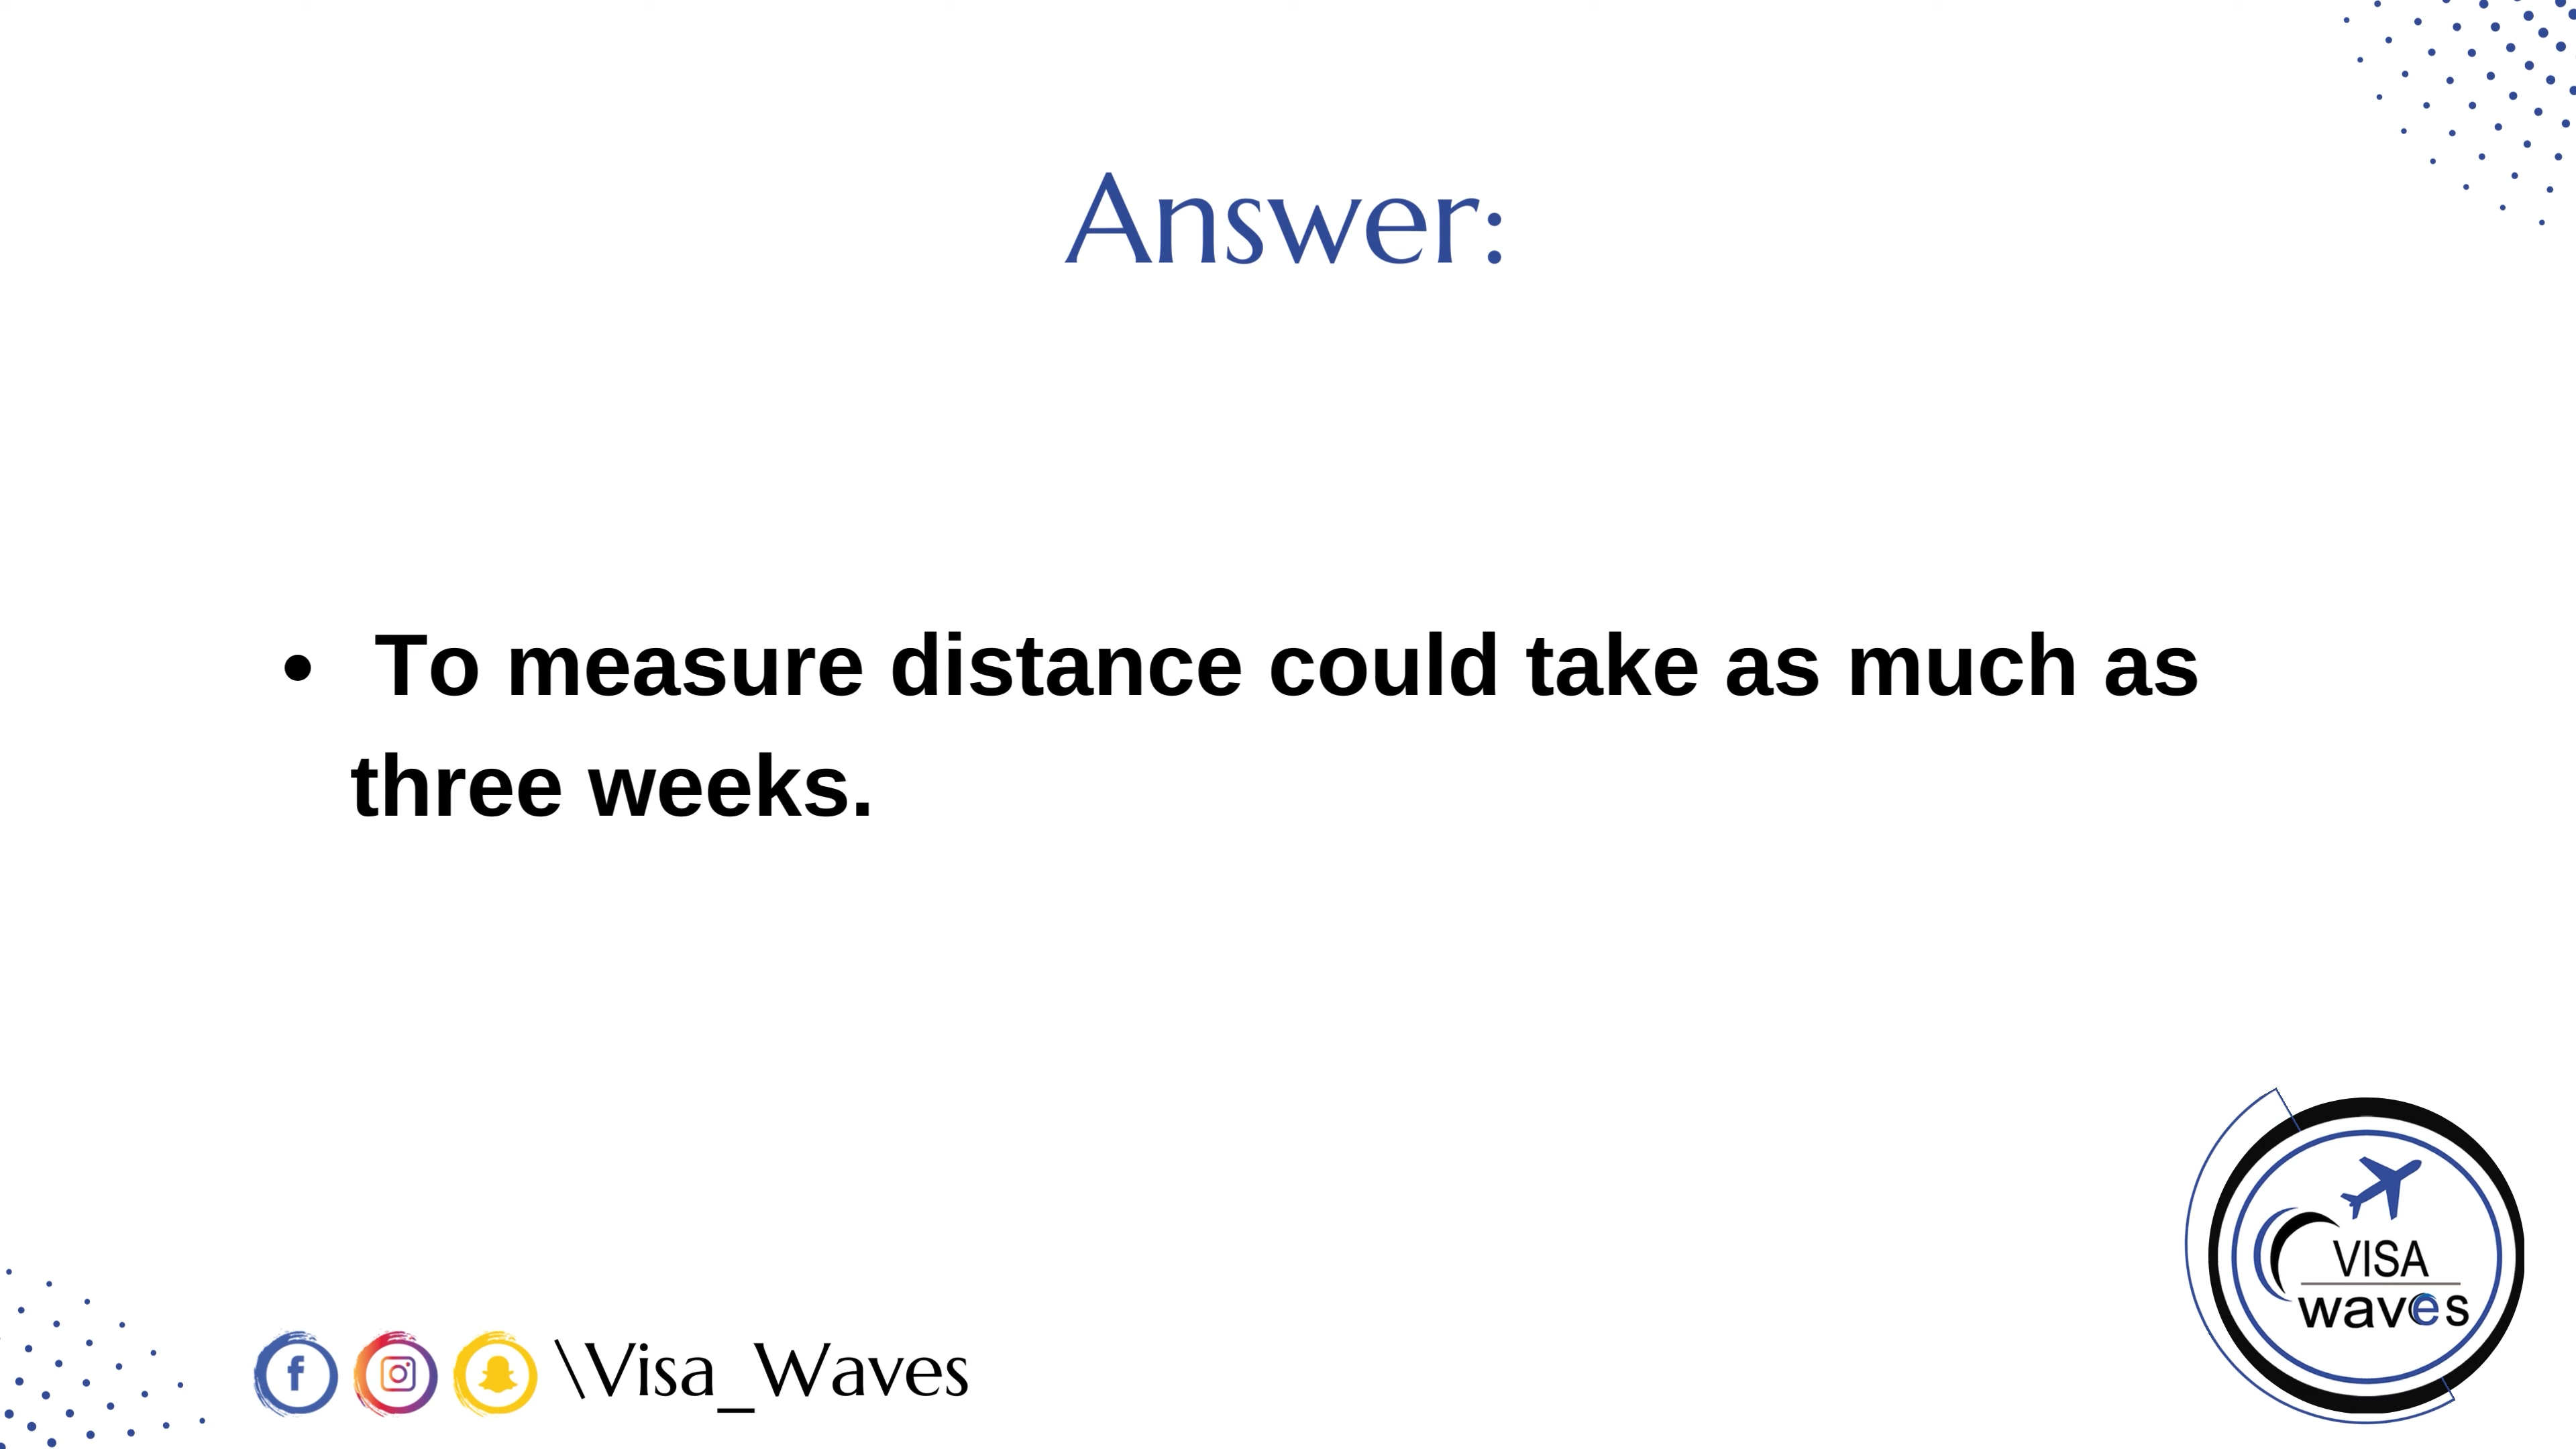 Answer:
• To measure distance could take as much as
three weeks.
VISA
waves
\Visa_Waves